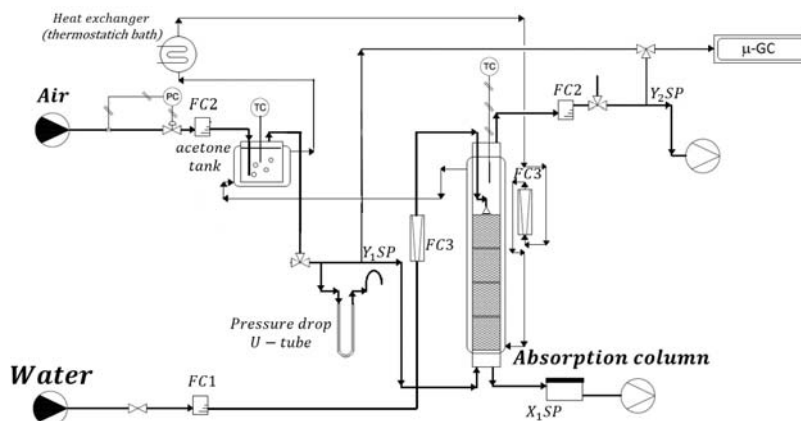 Heat exchanger
(thermostatich bath)
μ-GC
TC
Air
PC
FC2
TC
FC2
Y₂SP
acetone
tank
FC3
FC3
Y₁SP
Pressure drop
U − tube
Water
FC1
Absorption column
X₁SP